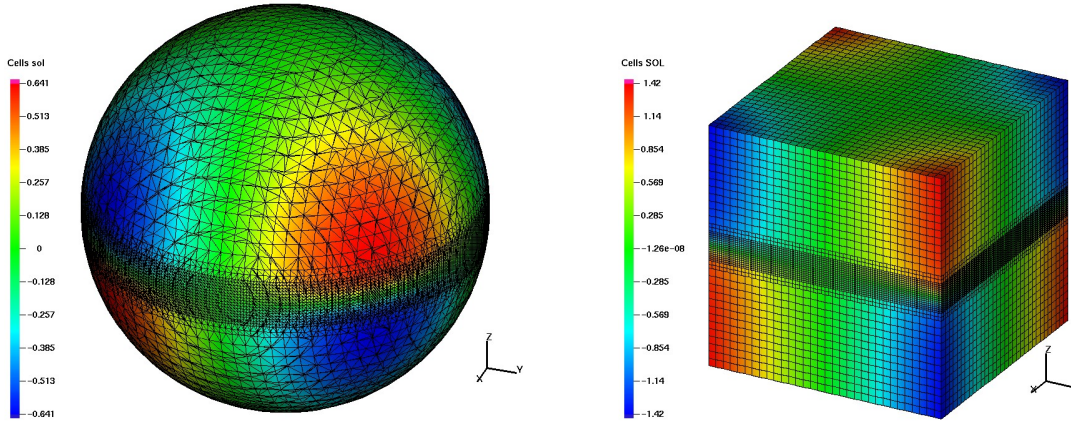 Cells sol
0.641
0.513
0.385
0.257
0.128
0
-0.128
-0.257
-0.385
-0.513
-0.641
Z
Y
X
Cells SOL
1.42
1.14
0.854
0.569
0.285
-1.26e-08
-0.285
-0.569
-0.854
-1.14
-1.42
Z
X